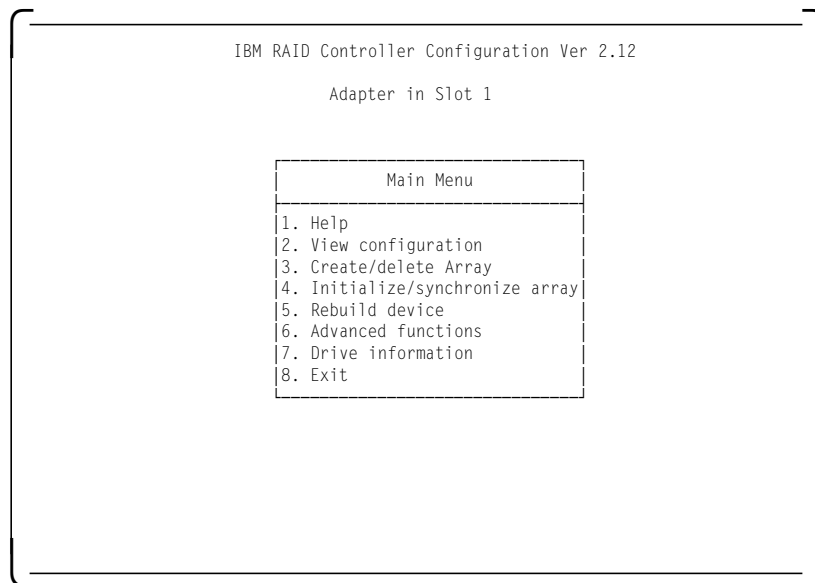 IBM RAID Controller Configuration Ver 2.12
Adapter in Slot 1
Main Menu
1. Help
2. View configuration
3. Create/delete Array
4. Initialize/synchronize array
5. Rebuild device
6. Advanced functions
7. Drive information
8. Exit